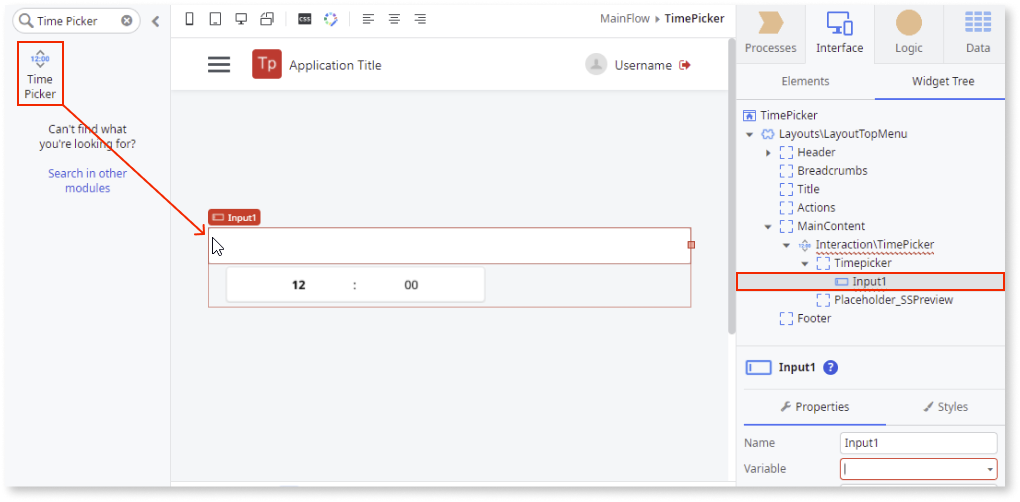 Time Picker
12:00
Time
Picker
Can't find what
you're looking for?
Search in other
modules
CSS
MainFlow ▸ TimePicker
Tp Application Title
Username
Input1
12 : 00
Processes
Interface
Logic
Data
Elements
Widget Tree
TimePicker
Layouts\LayoutTopMenu
Header
Breadcrumbs
Title
Actions
MainContent
Interaction\TimePicker
Timepicker
Input1
Placeholder_SSPreview
Footer
Input1 ?
Properties
Styles
Name Input1
Variable